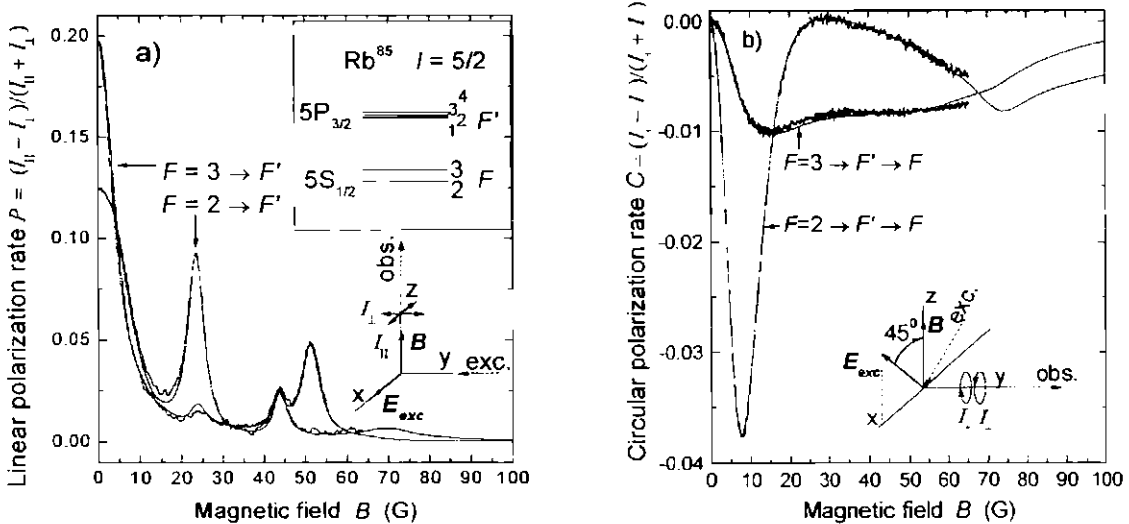 Linear polarization rate P = (I|| − I⊥)/(I|| + I⊥)
0.20
0.15
0.10
0.05
0.00
a)
Rb⁸⁵ I = 5/2
5P3/2
3 4
1 2 F'
5S1/2
3
2 F
F = 3 → F'
F = 2 → F'
obs.
z
I⊥
I||
B
y exc.
x
Eexc
0 10 20 30 40 50 60 70 80 90 100
Magnetic field B (G)
Circular polarization rate C
0.00
-0.01
-0.02
-0.03
-0.04
b)
F=3 → F' → F
F=2 → F' → F
z
exc.
45⁰
B
Eexc.
y
obs.
x
0 10 20 30 40 50 60 70 80 90 100
Magnetic field B (G)